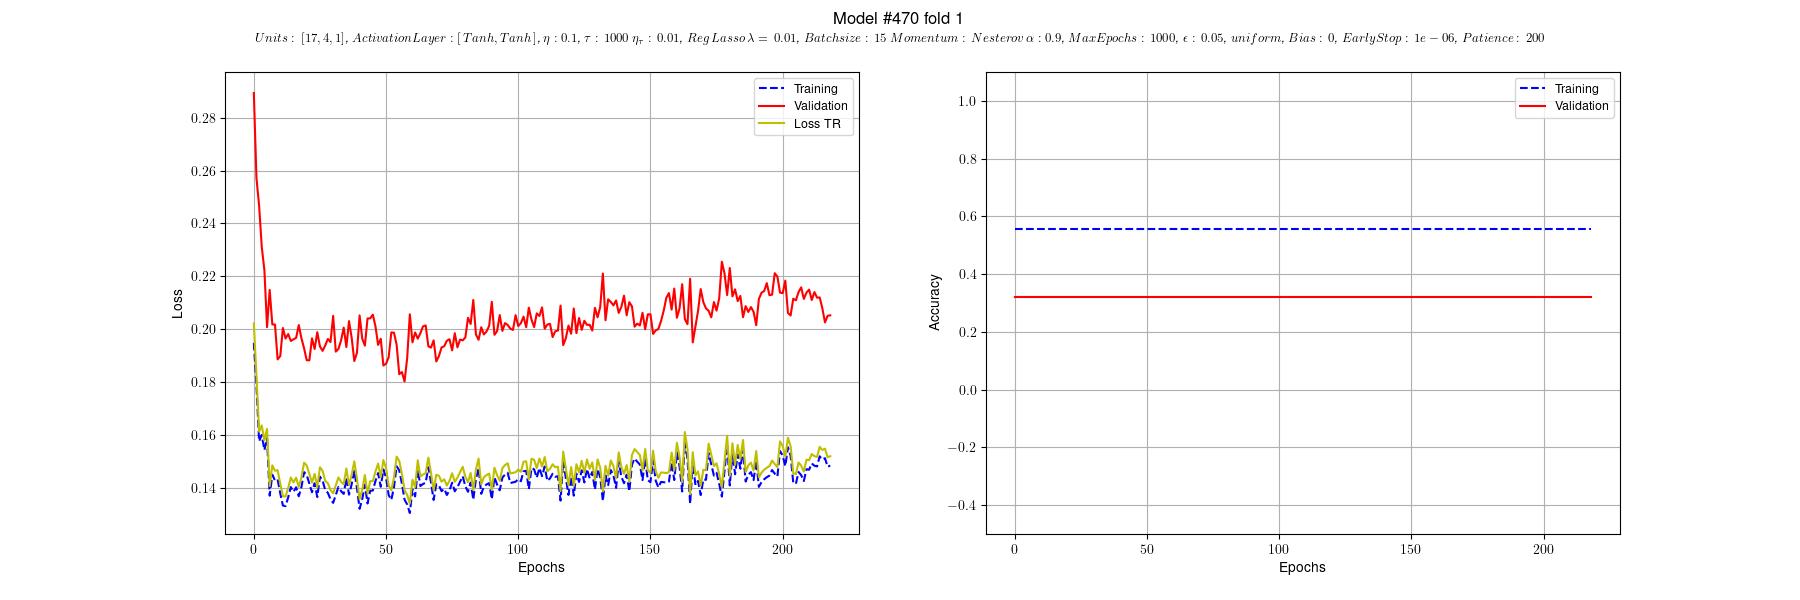 Model #470 fold 1
Units : [17, 4, 1], ActivationLayer : [Tanh, Tanh], η : 0.1, τ : 1000 ητ : 0.01, Reg Lasso λ = 0.01, Batchsize : 15 Momentum : Nesterov α : 0.9, MaxEpochs : 1000, ϵ : 0.05, uniform, Bias : 0, EarlyStop : 1e − 06, Patience : 200
Training
Validation
Loss TR
0.28
0.26
0.24
0.22
0.20
0.18
0.16
0.14
Loss
0
50
100
150
200
Epochs
Training
Validation
1.0
0.8
0.6
0.4
0.2
0.0
−0.2
−0.4
Accuracy
0
50
100
150
200
Epochs